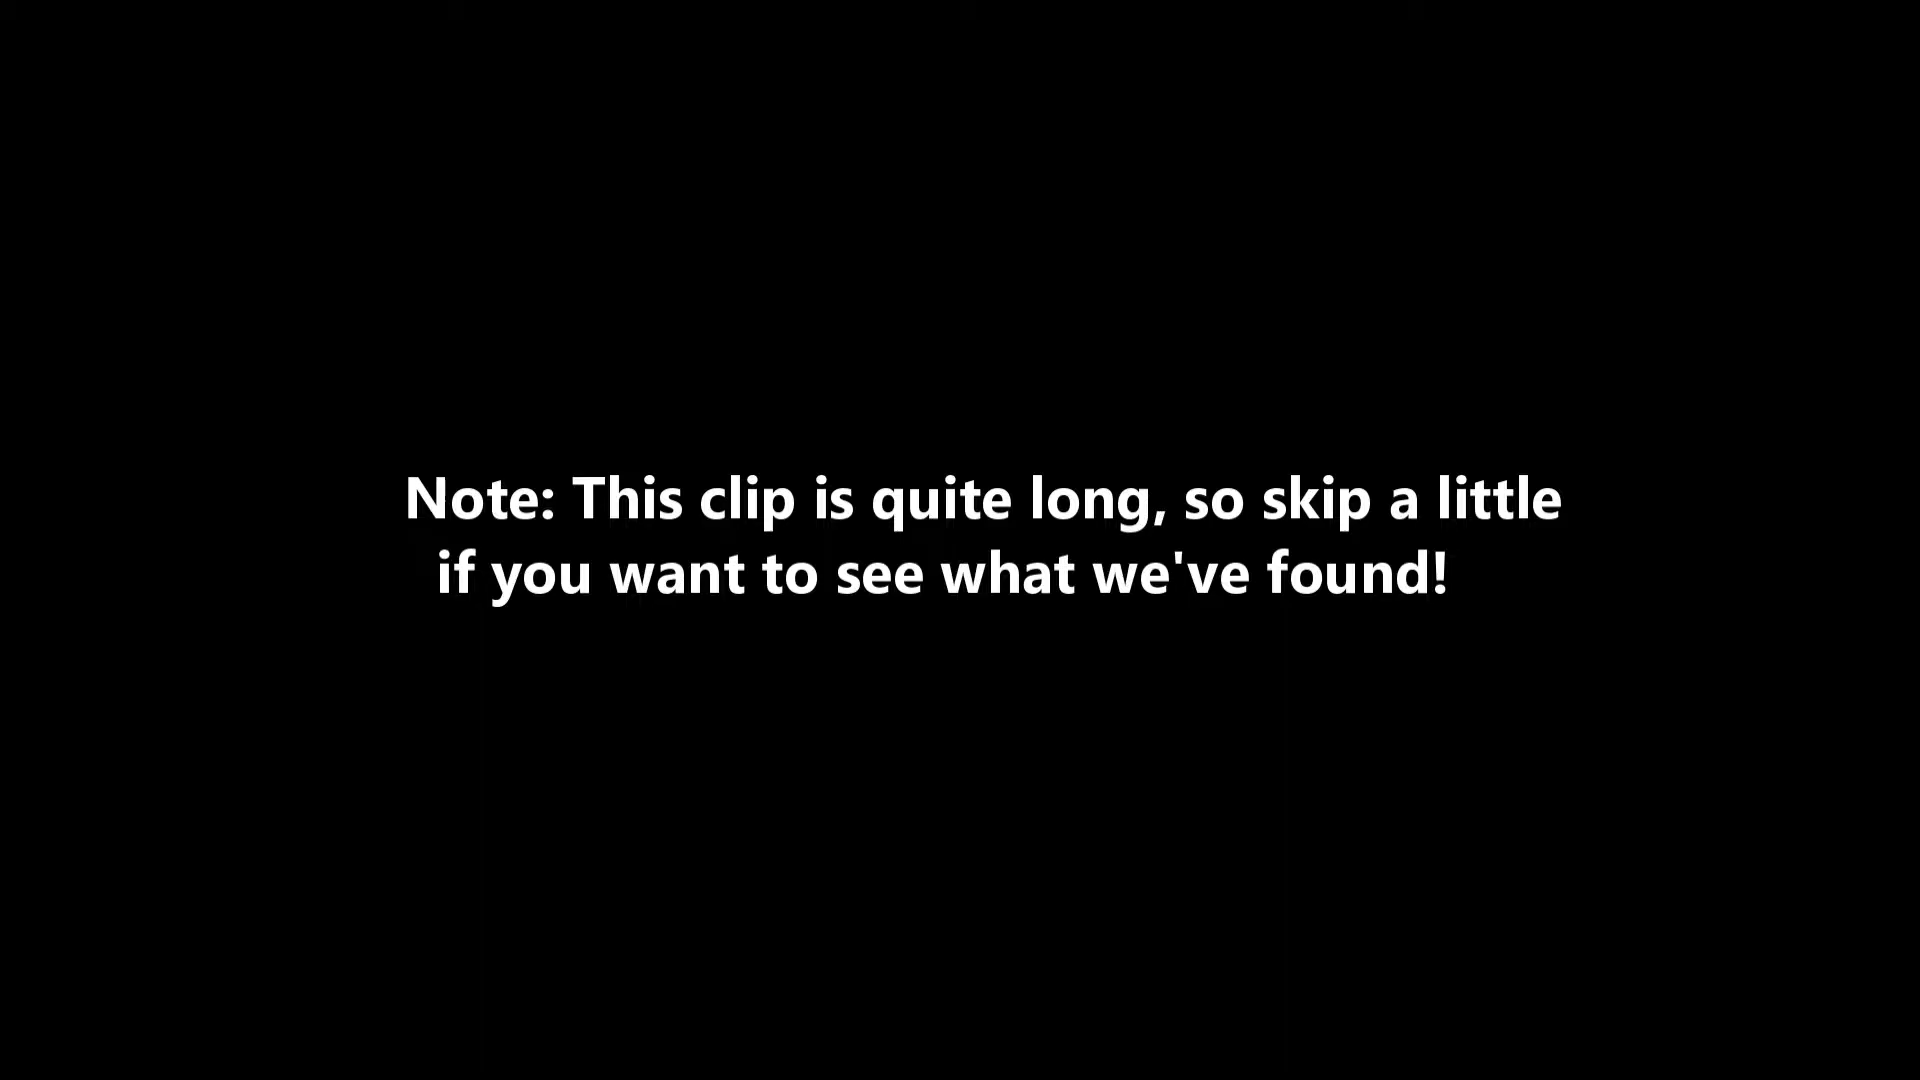 Note: This clip is quite long, so skip a little
if you want to see what we've found!